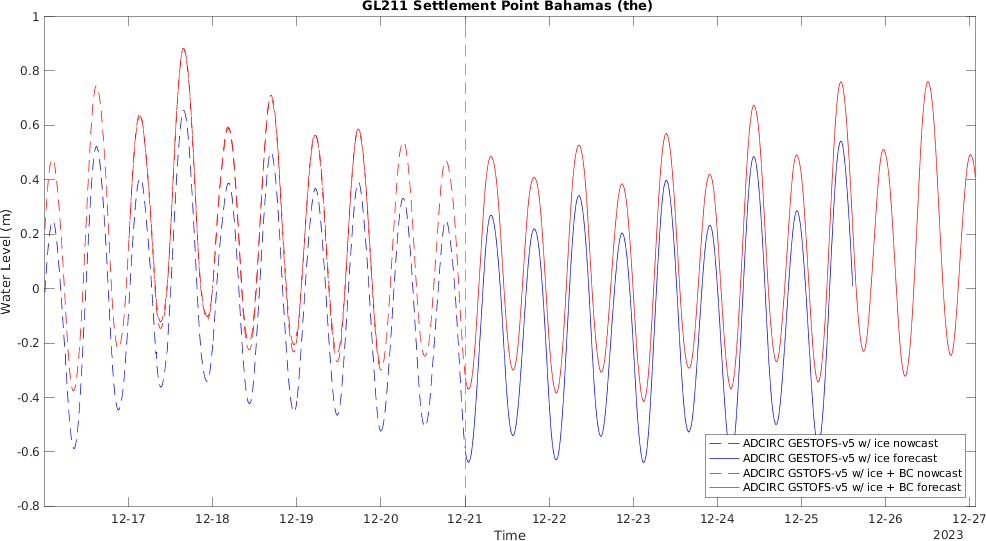 GL211 Settlement Point Bahamas (the)
1
0.8
0.6
0.4
0.2
0
-0.2
-0.4
-0.6
-0.8
Water Level (m)
ADCIRC GESTOFS-v5 w/ ice nowcast
ADCIRC GESTOFS-v5 w/ ice forecast
ADCIRC GSTOFS-v5 w/ ice + BC nowcast
ADCIRC GSTOFS-v5 w/ ice + BC forecast
12-17 12-18 12-19 12-20 12-21 12-22 12-23 12-24 12-25 12-26 12-27
Time
2023